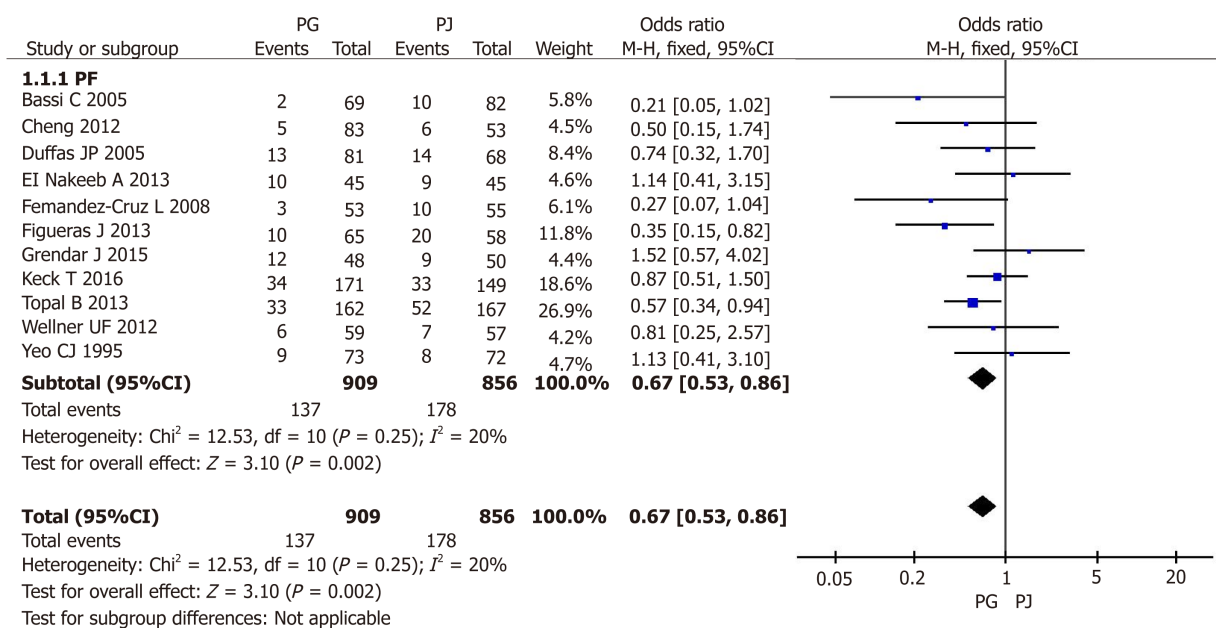 PG PJ Odds ratio Odds ratio
Study or subgroup Events Total Events Total Weight M-H, fixed, 95%CI M-H, fixed, 95%CI
1.1.1 PF
Bassi C 2005 2 69 10 82 5.8% 0.21 [0.05, 1.02]
Cheng 2012 5 83 6 53 4.5% 0.50 [0.15, 1.74]
Duffas JP 2005 13 81 14 68 8.4% 0.74 [0.32, 1.70]
EI Nakeeb A 2013 10 45 9 45 4.6% 1.14 [0.41, 3.15]
Femandez-Cruz L 2008 3 53 10 55 6.1% 0.27 [0.07, 1.04]
Figueras J 2013 10 65 20 58 11.8% 0.35 [0.15, 0.82]
Grendar J 2015 12 48 9 50 4.4% 1.52 [0.57, 4.02]
Keck T 2016 34 171 33 149 18.6% 0.87 [0.51, 1.50]
Topal B 2013 33 162 52 167 26.9% 0.57 [0.34, 0.94]
Wellner UF 2012 6 59 7 57 4.2% 0.81 [0.25, 2.57]
Yeo CJ 1995 9 73 8 72 4.7% 1.13 [0.41, 3.10]
Subtotal (95%CI) 909 856 100.0% 0.67 [0.53, 0.86]
Total events 137 178
Heterogeneity: Chi² = 12.53, df = 10 (P = 0.25); I² = 20%
Test for overall effect: Z = 3.10 (P = 0.002)
Total (95%CI) 909 856 100.0% 0.67 [0.53, 0.86]
Total events 137 178
Heterogeneity: Chi² = 12.53, df = 10 (P = 0.25); I² = 20%
Test for overall effect: Z = 3.10 (P = 0.002)
Test for subgroup differences: Not applicable
0.05 0.2 1 5 20
PG PJ